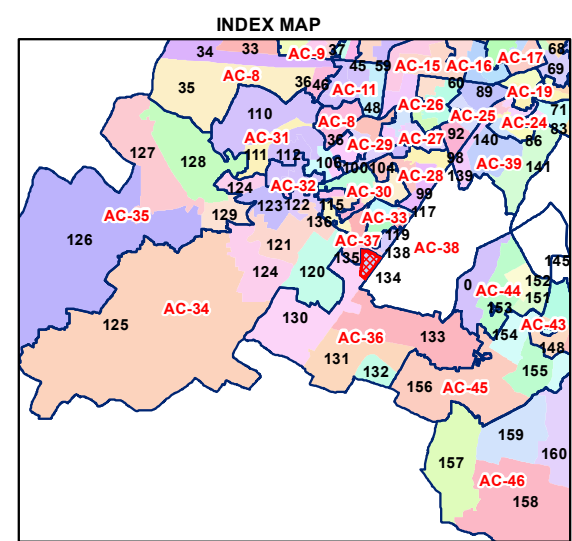 INDEX MAP
34 33 AC-9 37 68
AC-15 AC-16 AC-17
45 59 69
AC-8 36 46 AC-11 60 89 AC-19
35
48 AC-26 71
110 AC-25 AC-24
AC-8 92 83
AC-31 36 AC-27 140 86
127 AC-29
111 112 98 AC-39
128 100 104 AC-28 139 141
124 AC-32 AC-30 99
123 122 115 117
AC-35 129 136 AC-33
119 AC-38
126 121 AC-37 138 145
135
124 120 134 0 AC-44 152
151
AC-34 153
125 130 AC-43
AC-36 133 154 148
131
132 155
156 AC-45
159
157 160
AC-46
158